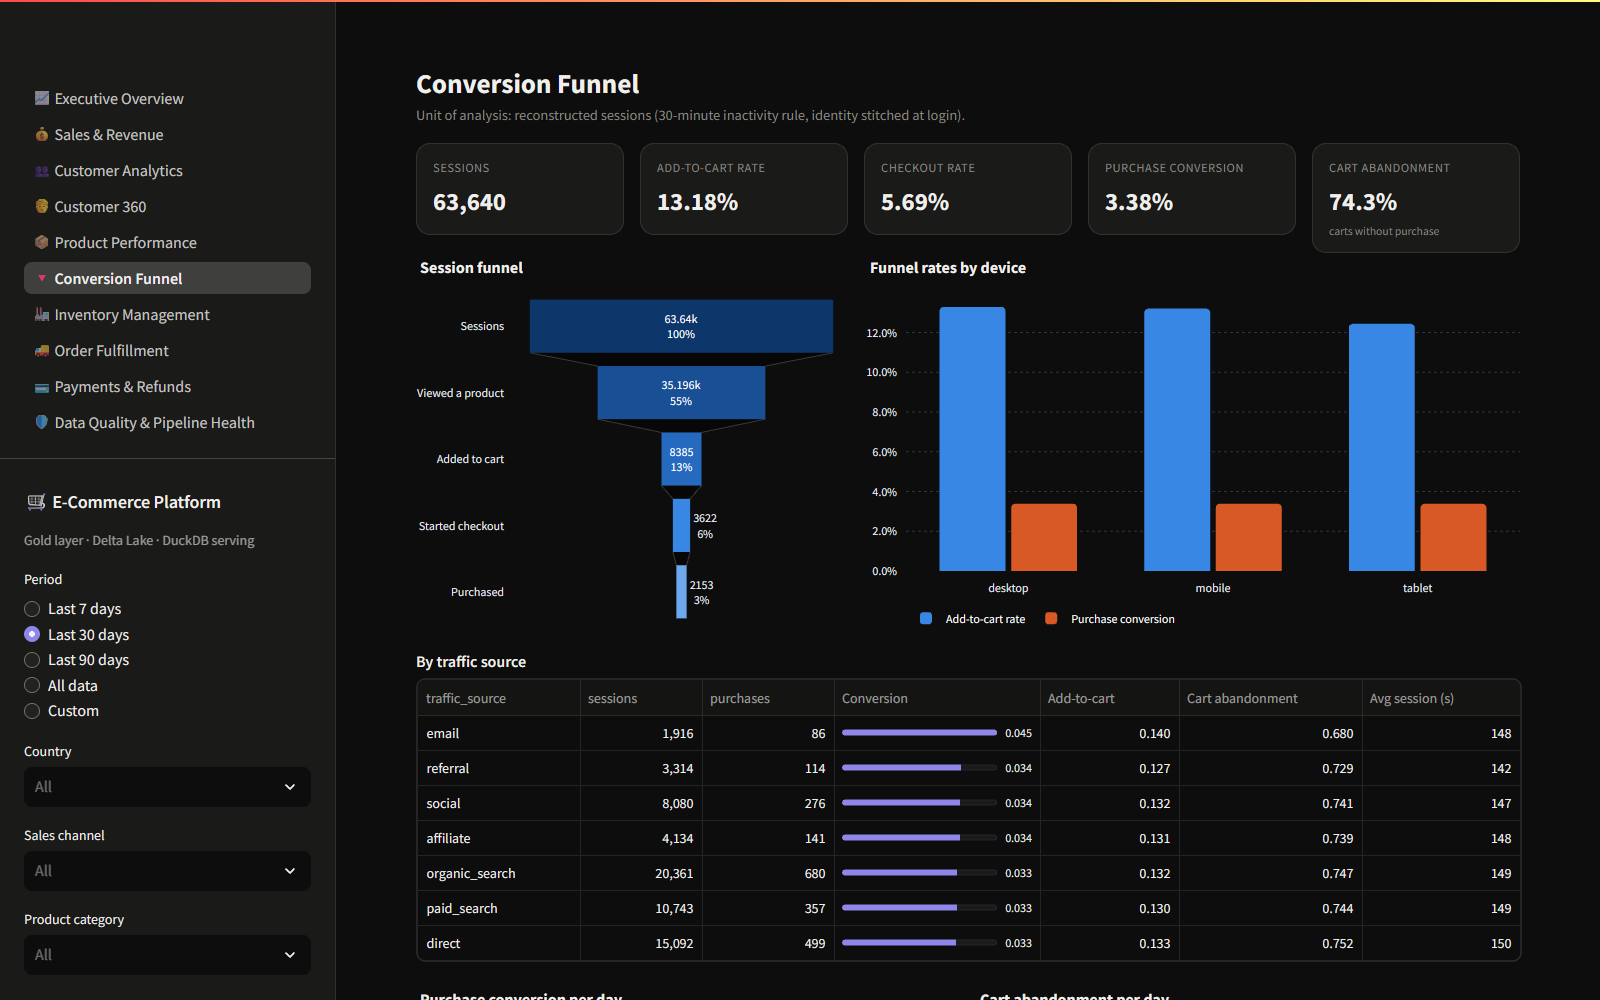 Executive Overview
Sales & Revenue
Customer Analytics
Customer 360
Product Performance
Conversion Funnel
Inventory Management
Order Fulfillment
Payments & Refunds
Data Quality & Pipeline Health
E-Commerce Platform
Gold layer · Delta Lake · DuckDB serving
Period
Last 7 days
Last 30 days
Last 90 days
All data
Custom
Country
All
Sales channel
All
Product category
All
Conversion Funnel
Unit of analysis: reconstructed sessions (30-minute inactivity rule, identity stitched at login).
SESSIONS
63,640
ADD-TO-CART RATE
13.18%
CHECKOUT RATE
5.69%
PURCHASE CONVERSION
3.38%
CART ABANDONMENT
74.3%
carts without purchase
Session funnel
Sessions
63.64k
100%
Viewed a product
35.196k
55%
Added to cart
8385
13%
Started checkout
3622
6%
Purchased
2153
3%
Funnel rates by device
12.0%
10.0%
8.0%
6.0%
4.0%
2.0%
0.0%
desktop mobile tablet
Add-to-cart rate Purchase conversion
By traffic source
traffic_source sessions purchases Conversion Add-to-cart Cart abandonment Avg session (s)
email 1,916 86 0.045 0.140 0.680 148
referral 3,314 114 0.034 0.127 0.729 142
social 8,080 276 0.034 0.132 0.741 147
affiliate 4,134 141 0.034 0.131 0.739 148
organic_search 20,361 680 0.033 0.132 0.747 149
paid_search 10,743 357 0.033 0.130 0.744 149
direct 15,092 499 0.033 0.133 0.752 150
Purchase conversion per day Cart abandonment per day